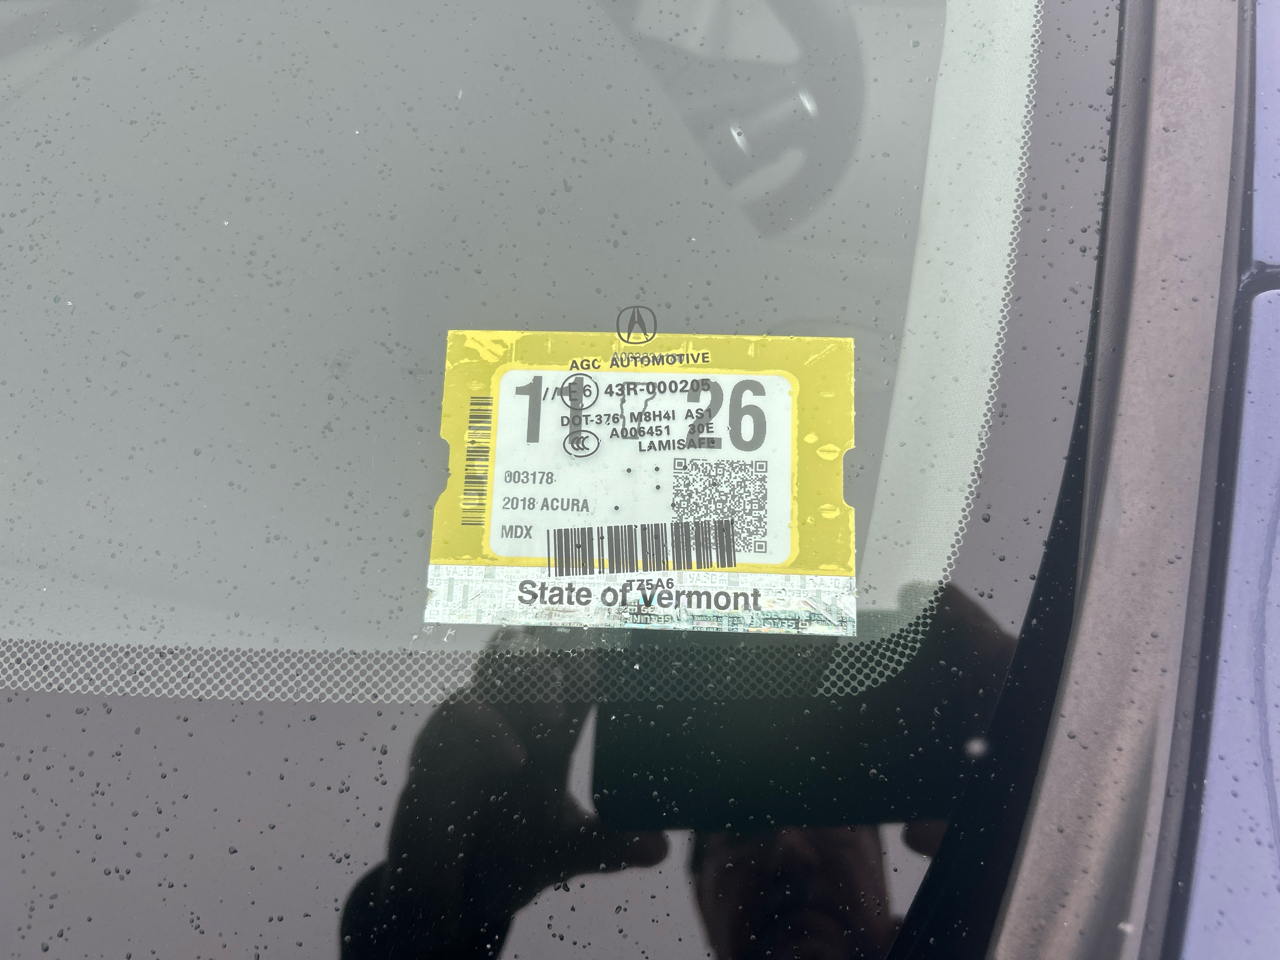 AGC AUTOMOTIVE
43R-000205
26
DOT-376 M8H4I AS1
A006451 30E
LAMISAFE
003178
2018 ACURA
MDX
TZ5A6
State of Vermont